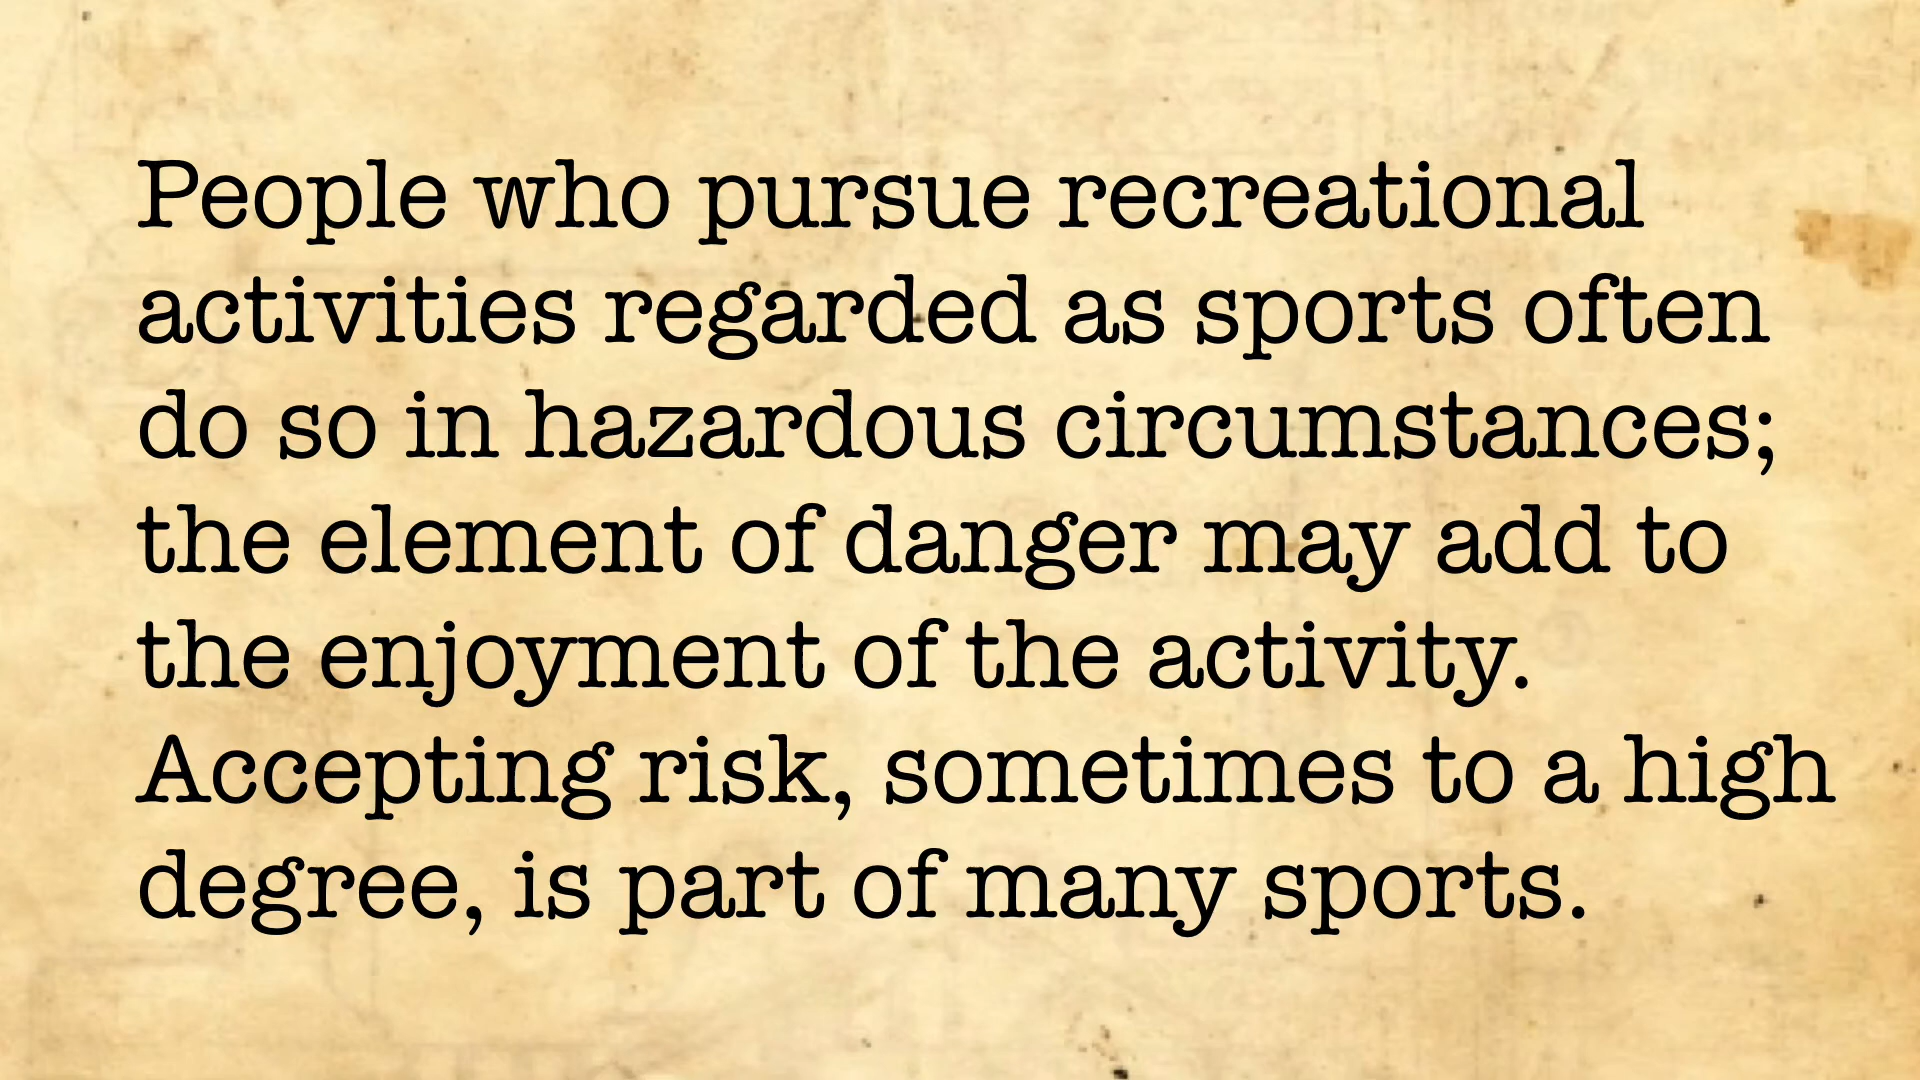 People who pursue recreational
activities regarded as sports often
do so in hazardous circumstances;
the element of danger may add to
the enjoyment of the activity.
Accepting risk, sometimes to a high
degree, is part of many sports.